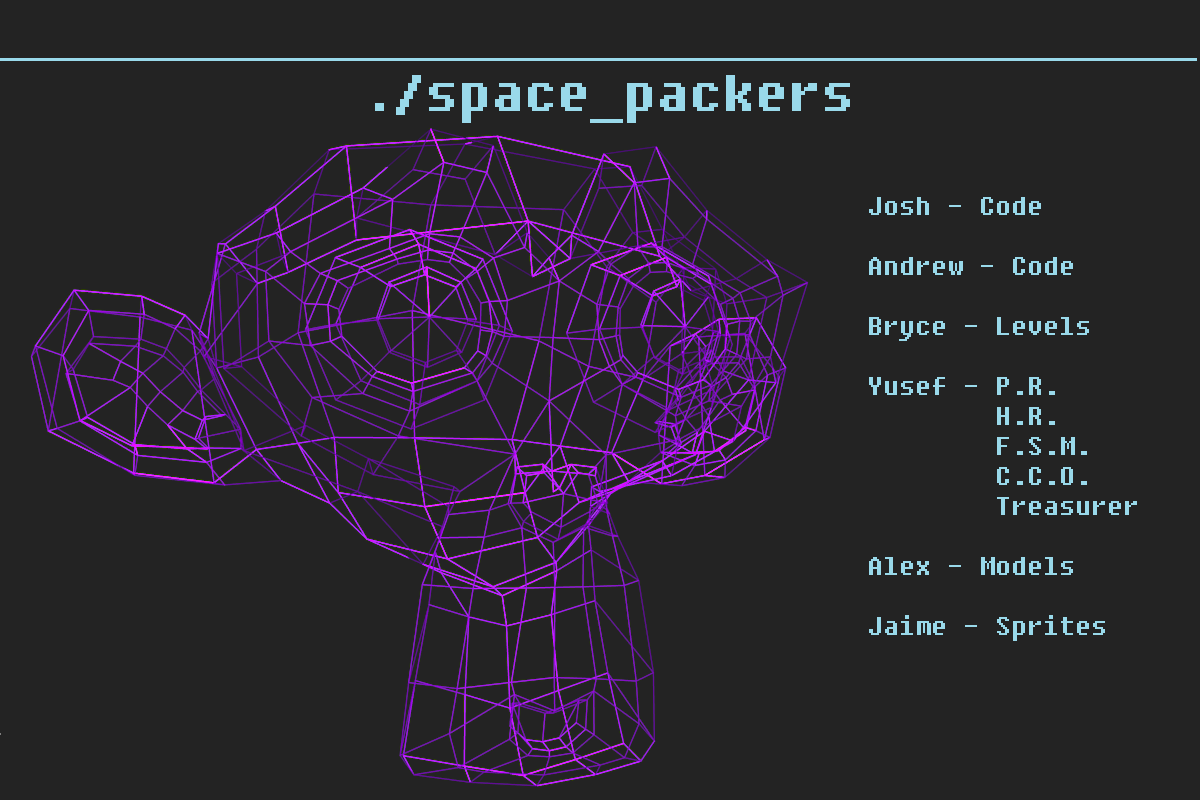 ./space_packers
Josh - Code
Andrew - Code
Bryce - Levels
Yusef - P.R.
H.R.
F.S.M.
C.C.O.
Treasurer
Alex - Models
Jaime - Sprites